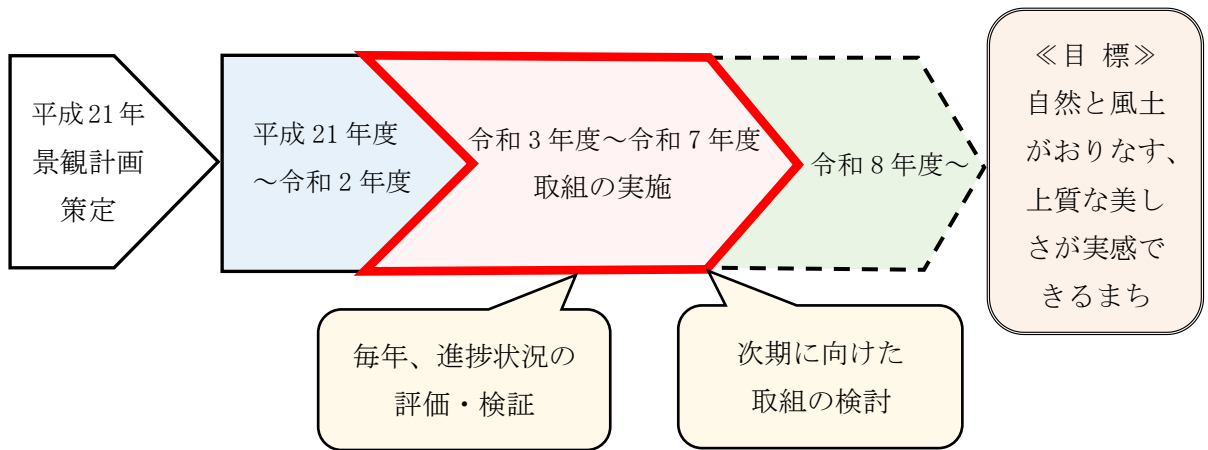 平成21年
景観計画
策定
平成 21 年度
～令和 2 年度
令和 3 年度～令和 7 年度
取組の実施
令和 8 年度～
≪目 標≫
自然と風土
がおりなす、
上質な美し
さが実感で
きるまち
毎年、進捗状況の
評価・検証
次期に向けた
取組の検討